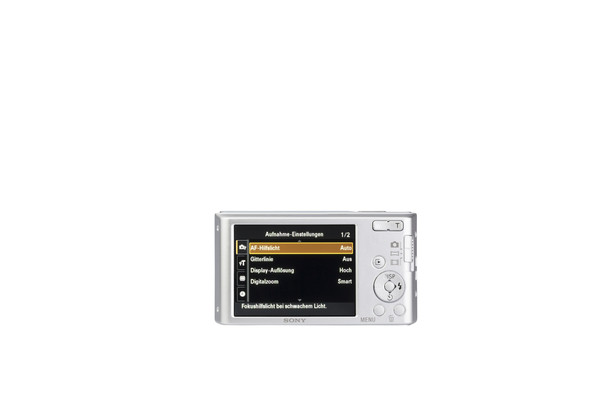 Aufnahme-Einstellungen 1/2
AF-Hilfslicht Auto
Gitterlinie Aus
Display-Auflösung Hoch
Digitalzoom Smart
Fokushilfslicht bei schwachem Licht.
SONY
MENU
T
DISP